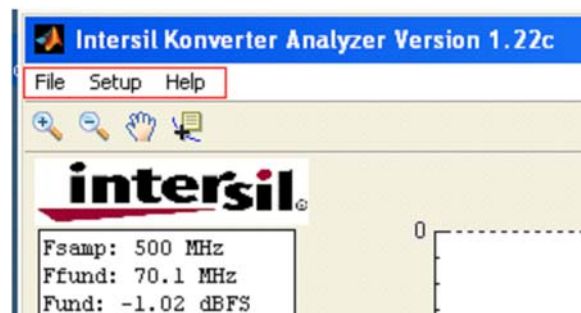 Intersil Konverter Analyzer Version 1.22c
File Setup Help
intersil
0
Fsamp: 500 MHz
Ffund: 70.1 MHz
Fund: -1.02 dBFS